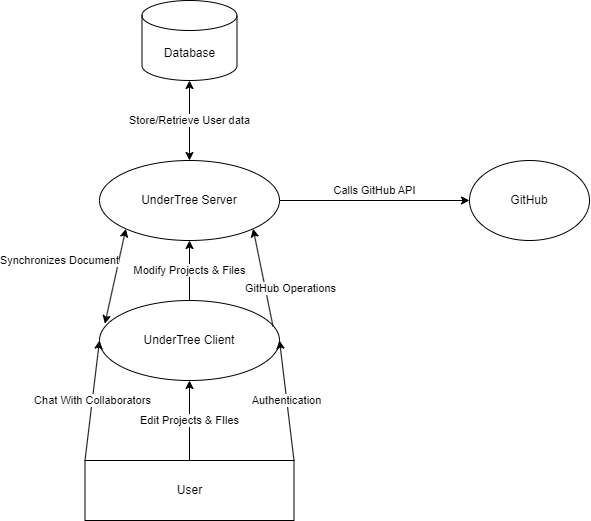 Database
Store/Retrieve User data
UnderTree Server
Calls GitHub API
GitHub
Synchronizes Document
Modify Projects & Files
GitHub Operations
UnderTree Client
Chat With Collaborators
Authentication
Edit Projects & FIles
User